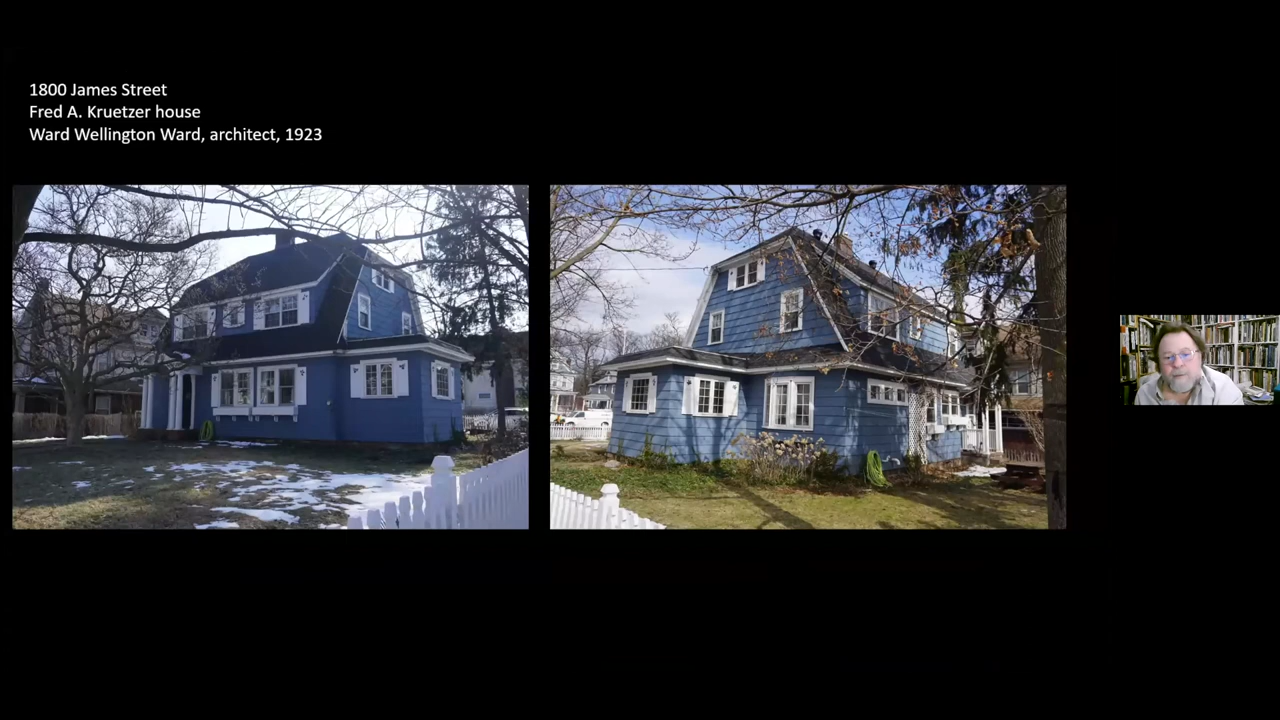 1800 James Street
Fred A. Kruetzer house
Ward Wellington Ward, architect, 1923